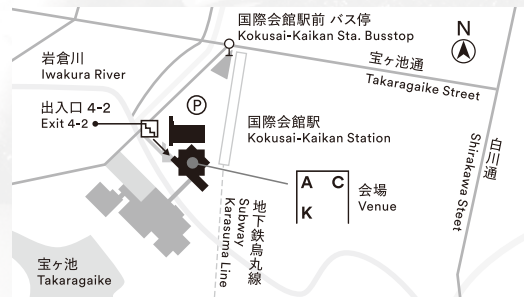 国際会館駅前 バス停
Kokusai-Kaikan Sta. Busstop
N
岩倉川
Iwakura River
宝ヶ池通
Takaragaike Street
出入口 4-2
Exit 4-2
P
国際会館駅
Kokusai-Kaikan Station
白川通
Shirakawa Steet
A C
K
会場
Venue
地下鉄烏丸線
Subway
Karasuma Line
宝ヶ池
Takaragaike